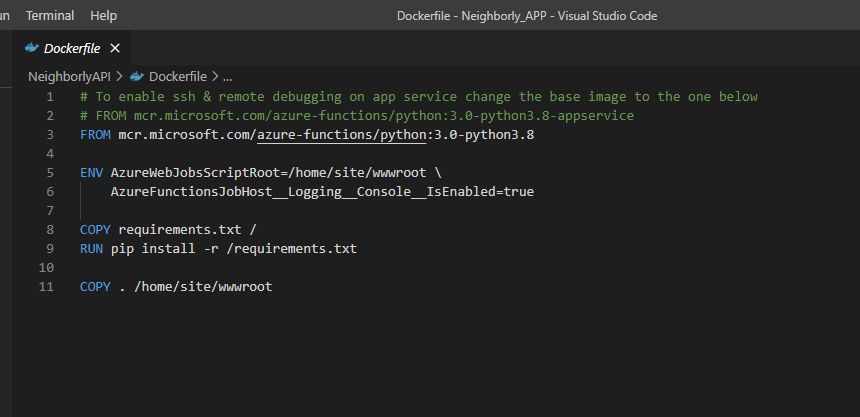 un Terminal Help Dockerfile - Neighborly_APP - Visual Studio Code
Dockerfile ×
NeighborlyAPI > Dockerfile > ...
1 # To enable ssh & remote debugging on app service change the base image to the one below
2 # FROM mcr.microsoft.com/azure-functions/python:3.0-python3.8-appservice
3 FROM mcr.microsoft.com/azure-functions/python:3.0-python3.8
4
5 ENV AzureWebJobsScriptRoot=/home/site/wwwroot \
6     AzureFunctionsJobHost__Logging__Console__IsEnabled=true
7
8 COPY requirements.txt /
9 RUN pip install -r /requirements.txt
10
11 COPY . /home/site/wwwroot